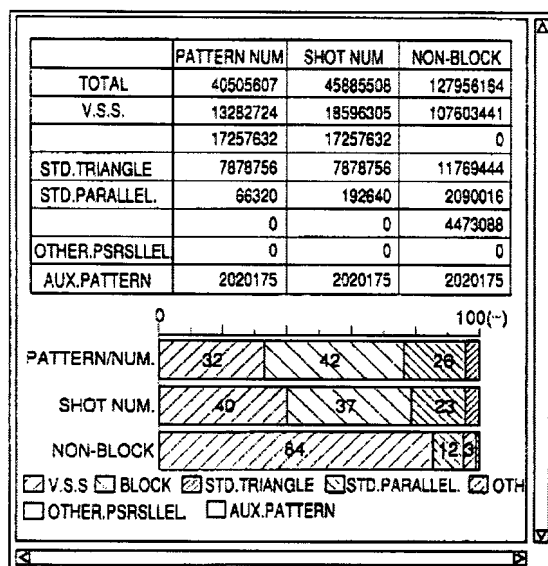 PATTERN NUM SHOT NUM NON-BLOCK
TOTAL 40505607 45885508 127956164
V.S.S. 13282724 18596305 107603441
17257632 17257632 0
STD.TRIANGLE 7878756 7878756 11769444
STD.PARALLEL. 66320 192640 2090016
0 0 4473088
OTHER.PSRSLLEL 0 0 0
AUX.PATTERN 2020175 2020175 2020175
0 100(--)
PATTERN/NUM. 32 42 26
SHOT NUM. 40 37 23
NON-BLOCK 84 12 3
V.S.S BLOCK STD.TRIANGLE STD.PARALLEL. OTH
OTHER.PSRSLLEL. AUX.PATTERN